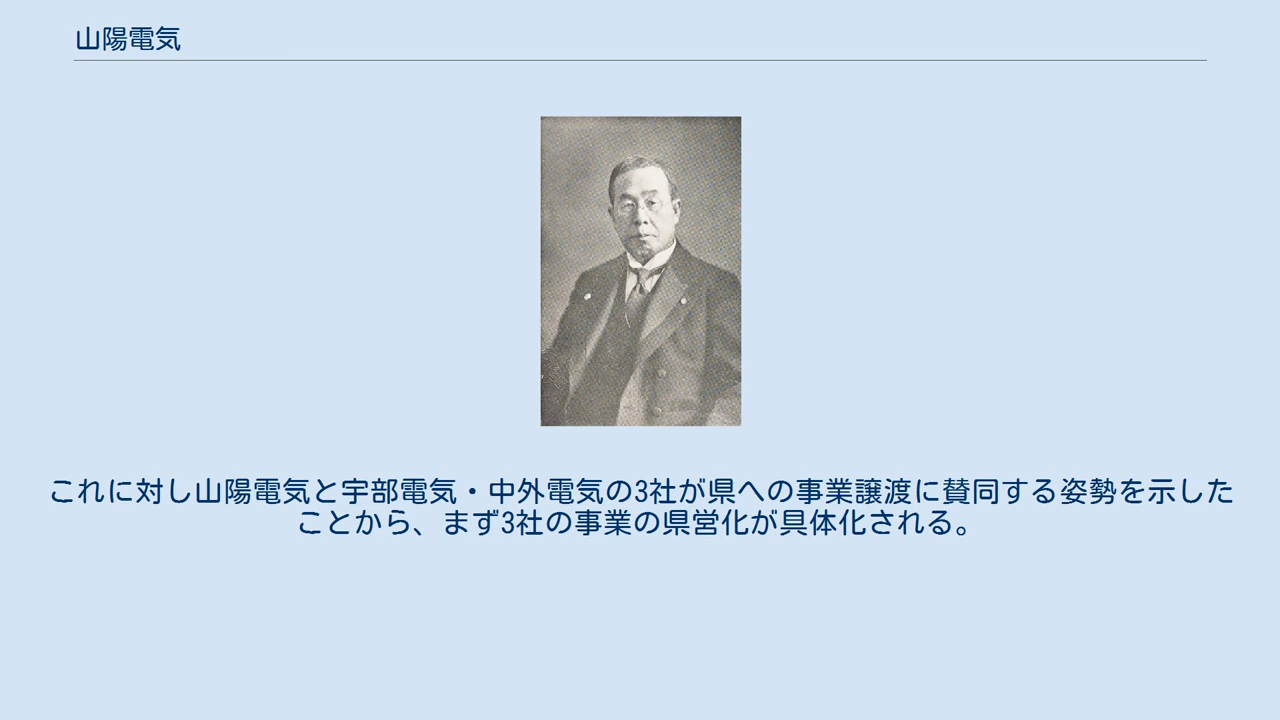 山陽電気
これに対し山陽電気と宇部電気・中外電気の3社が県への事業譲渡に賛同する姿勢を示した
ことから、まず3社の事業の県営化が具体化される。